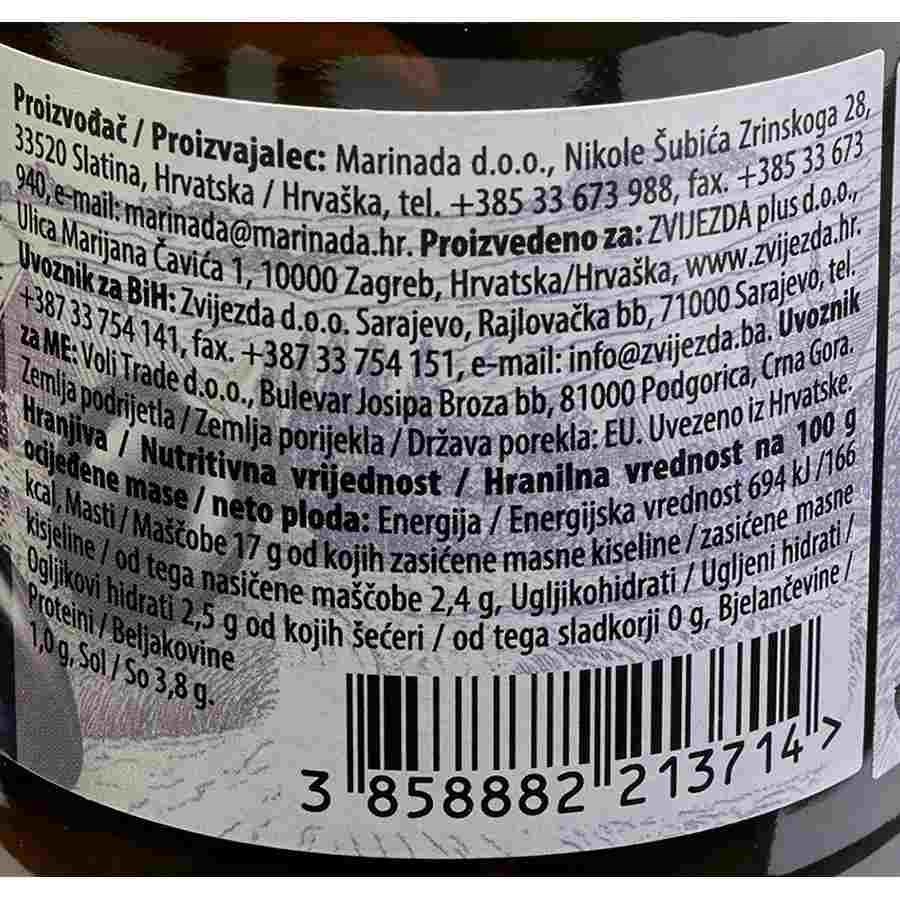 Proizvođač / Proizvajalec: Marinada d.o.o., Nikole Šubića Zrinskoga 28,
33520 Slatina, Hrvatska / Hrvaška, tel. +385 33 673 988, fax. +385 33 673
940, e-mail: marinada@marinada.hr. Proizvedeno za: ZVIJEZDA plus d.o.o.,
Ulica Marijana Čavića 1, 10000 Zagreb, Hrvatska/Hrvaška, www.zvijezda.hr.
Uvoznik za BiH: Zvijezda d.o.o. Sarajevo, Rajlovačka bb, 71000 Sarajevo, tel.
+387 33 754 141, fax. +387 33 754 151, e-mail: info@zvijezda.ba. Uvoznik
za ME: Voli Trade d.o.o., Bulevar Josipa Broza bb, 81000 Podgorica, Crna Gora.
Zemlja podrijetla / Zemlja porijekla / Država porekla: EU. Uvezeno iz Hrvatske.
Hranjiva / Nutritivna vrijednost / Hranilna vrednost na 100 g
ocijeđene mase / neto ploda: Energija / Energijska vrednost 694 kJ /166
kcal, Masti / Maščobe 17 g od kojih zasićene masne kiseline / zasićene masne
kisjeline / od tega nasičene maščobe 2,4 g, Ugljikohidrati / Ugljeni hidrati /
Ogljikovi hidrati 2,5 g od kojih šećeri / od tega sladkorji 0 g, Bjelančevine /
Proteini / Beljakovine
1,0 g, Sol / So 3,8 g.
3 858882 213714 >